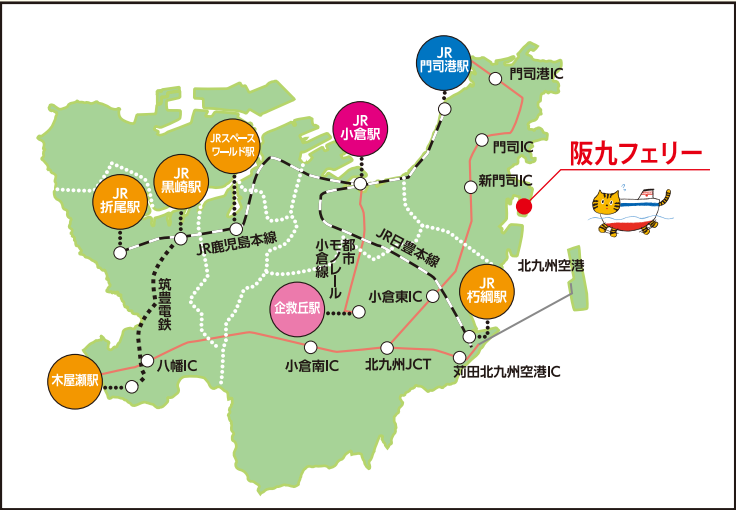 JR
門司港駅
門司港IC
JR
小倉駅
JRスペース
ワールド駅
門司IC
阪九フェリー
JR
黒崎駅
新門司IC
JR
折尾駅
JR鹿児島本線
JR日豊本線
都市
モノレール
小倉線
北九州空港
筑豊電鉄
JR
朽網駅
企救丘駅
小倉東IC
八幡IC
小倉南IC
北九州JCT
苅田北九州空港IC
木屋瀬駅